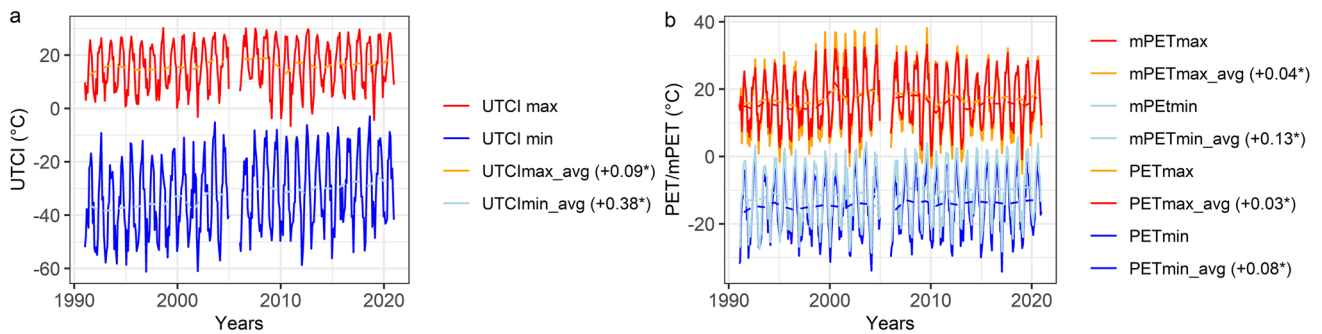 a
UTCI (°C)
20
0
-20
-40
-60
1990
2000
2010
2020
Years
UTCI max
UTCI min
UTCImax_avg (+0.09*)
UTCImin_avg (+0.38*)
b
PET/mPET (°C)
40
20
0
-20
1990
2000
2010
2020
Years
mPETmax
mPETmax_avg (+0.04*)
mPEtmin
mPETmin_avg (+0.13*)
PETmax
PETmax_avg (+0.03*)
PETmin
PETmin_avg (+0.08*)